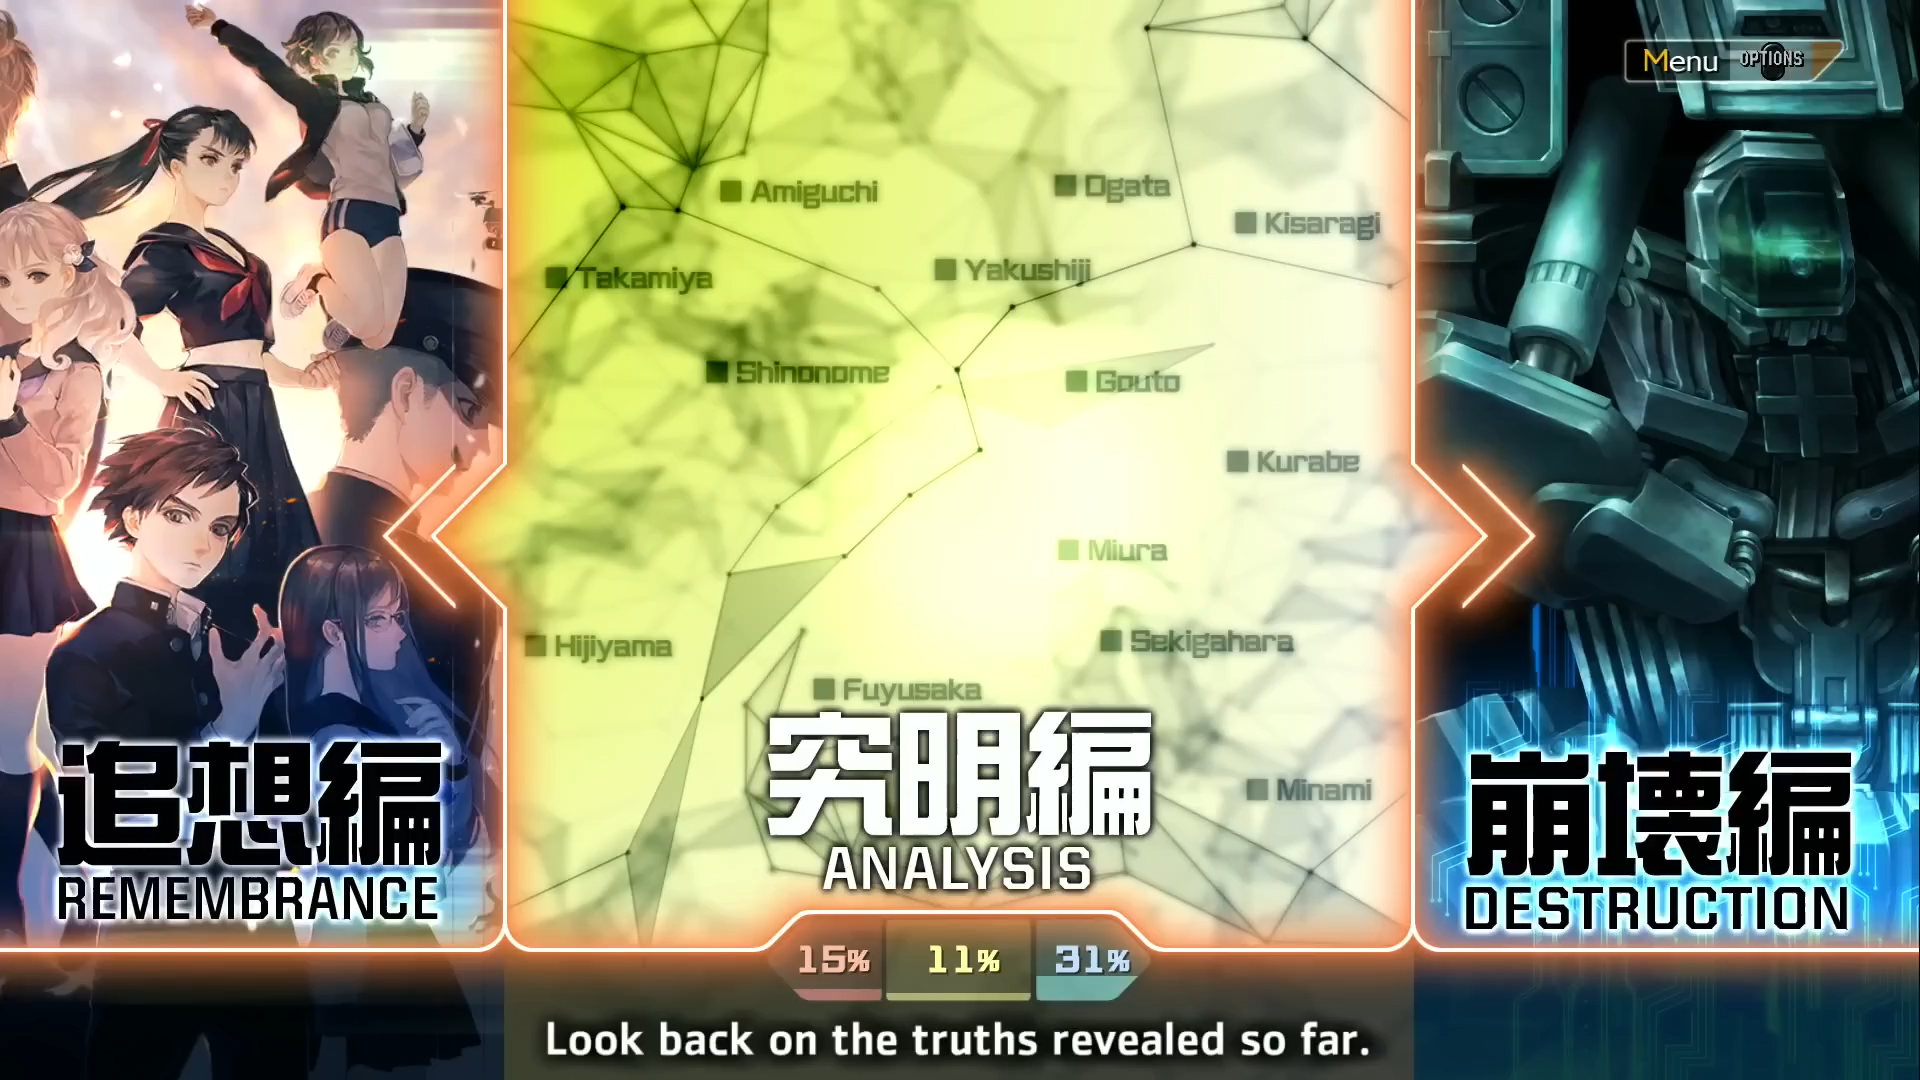 Menu OPTIONS
Amiguchi
Ogata
Kisaragi
Takamiya
Yakushiji
Shinonome
Gouto
Kurabe
Miura
Hijiyama
Sekigahara
Fuyusaka
Minami
追想編
REMEMBRANCE
究明編
ANALYSIS
崩壊編
DESTRUCTION
15% 11% 31%
Look back on the truths revealed so far.